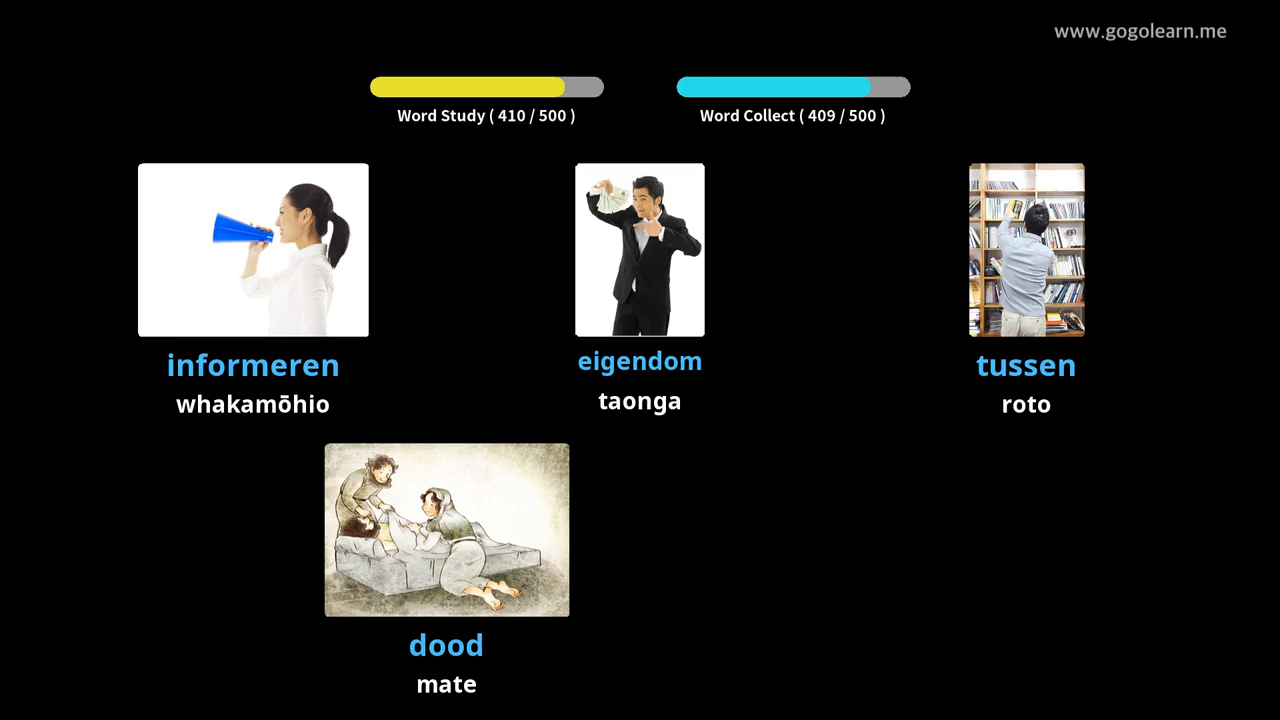 www.gogolearn.me
Word Study ( 410 / 500 )
Word Collect ( 409 / 500 )
informeren
whakamōhio
eigendom
taonga
tussen
roto
dood
mate